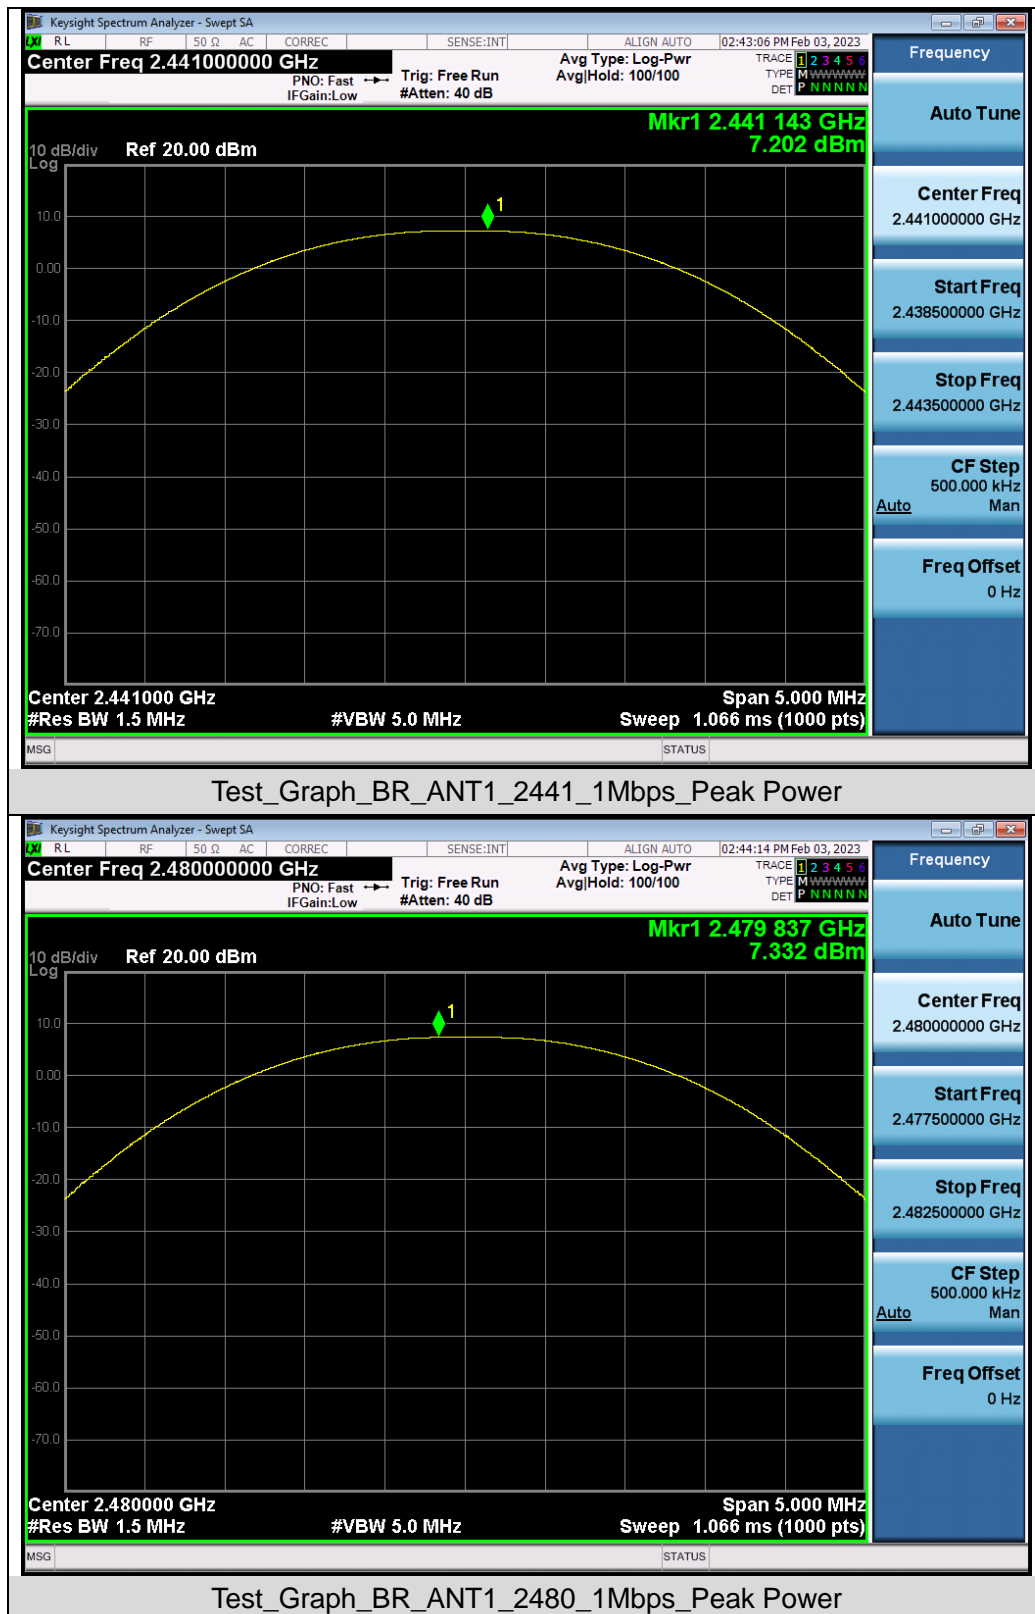 Keysight Spectrum Analyzer - Swept SA
LXI RL RF 50 Ω AC CORREC SENSE:INT ALIGN AUTO 02:43:06 PM Feb 03, 2023
Center Freq 2.441000000 GHz
Avg Type: Log-Pwr
TRACE 1 2 3 4 5 6
PNO: Fast
Trig: Free Run
Avg|Hold: 100/100
TYPE M WWWWW
IFGain:Low
#Atten: 40 dB
DET P N N N N N
Mkr1 2.441 143 GHz
7.202 dBm
10 dB/div Ref 20.00 dBm
Log
1
10.0
0.00
-10.0
-20.0
-30.0
-40.0
-50.0
-60.0
-70.0
Center 2.441000 GHz
Span 5.000 MHz
#Res BW 1.5 MHz
#VBW 5.0 MHz
Sweep 1.066 ms (1000 pts)
MSG
STATUS
Frequency
Auto Tune
Center Freq
2.441000000 GHz
Start Freq
2.438500000 GHz
Stop Freq
2.443500000 GHz
CF Step
500.000 kHz
Auto Man
Freq Offset
0 Hz
Test_Graph_BR_ANT1_2441_1Mbps_Peak Power
Keysight Spectrum Analyzer - Swept SA
LXI RL RF 50 Ω AC CORREC SENSE:INT ALIGN AUTO 02:44:14 PM Feb 03, 2023
Center Freq 2.480000000 GHz
Avg Type: Log-Pwr
TRACE 1 2 3 4 5 6
PNO: Fast
Trig: Free Run
Avg|Hold: 100/100
TYPE M WWWWW
IFGain:Low
#Atten: 40 dB
DET P N N N N N
Mkr1 2.479 837 GHz
7.332 dBm
10 dB/div Ref 20.00 dBm
Log
1
10.0
0.00
-10.0
-20.0
-30.0
-40.0
-50.0
-60.0
-70.0
Center 2.480000 GHz
Span 5.000 MHz
#Res BW 1.5 MHz
#VBW 5.0 MHz
Sweep 1.066 ms (1000 pts)
MSG
STATUS
Frequency
Auto Tune
Center Freq
2.480000000 GHz
Start Freq
2.477500000 GHz
Stop Freq
2.482500000 GHz
CF Step
500.000 kHz
Auto Man
Freq Offset
0 Hz
Test_Graph_BR_ANT1_2480_1Mbps_Peak Power